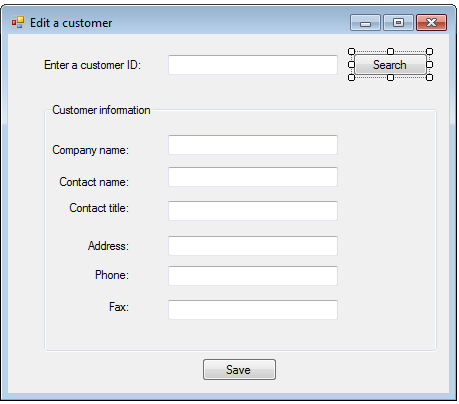 Edit a customer
Enter a customer ID:
Search
Customer information
Company name:
Contact name:
Contact title:
Address:
Phone:
Fax:
Save